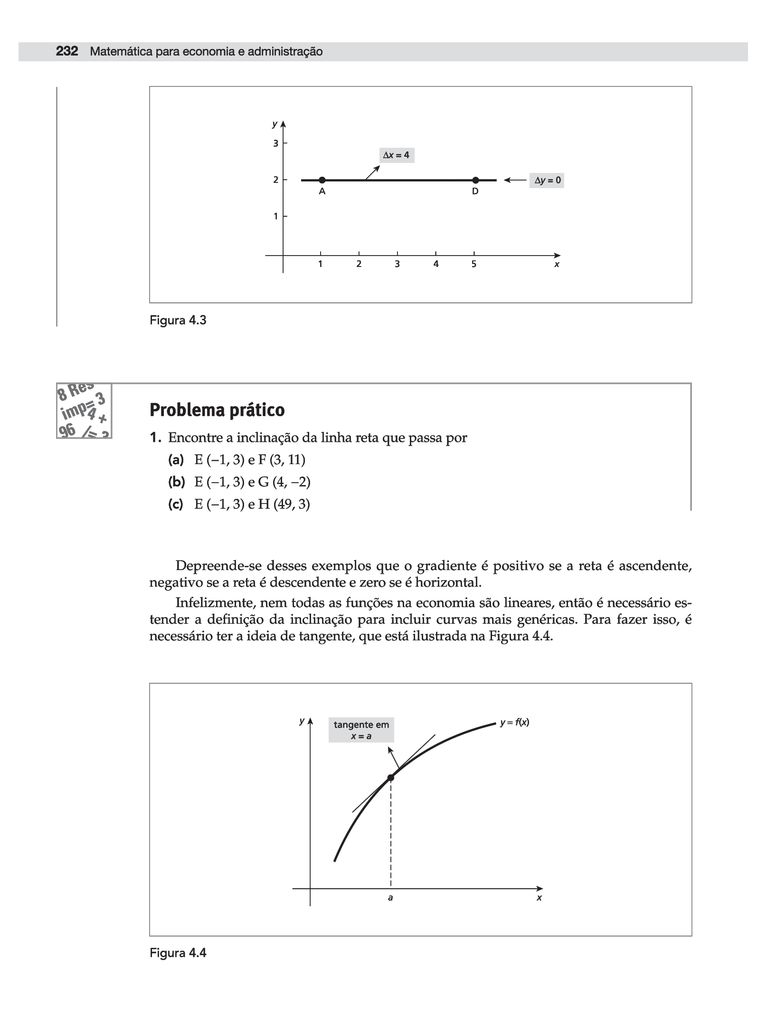 232 Matemática para economia e administração
y
3
Δx = 4
2
Δy = 0
A
D
1
1 2 3 4 5 x
Figura 4.3
8 Res
imp= 3
4 +
96 /=
Problema prático
1. Encontre a inclinação da linha reta que passa por
(a) E (−1, 3) e F (3, 11)
(b) E (−1, 3) e G (4, −2)
(c) E (−1, 3) e H (49, 3)
Depreende-se desses exemplos que o gradiente é positivo se a reta é ascendente,
negativo se a reta é descendente e zero se é horizontal.
Infelizmente, nem todas as funções na economia são lineares, então é necessário es-
tender a definição da inclinação para incluir curvas mais genéricas. Para fazer isso, é
necessário ter a ideia de tangente, que está ilustrada na Figura 4.4.
y
tangente em
x = a
y = f(x)
a
x
Figura 4.4